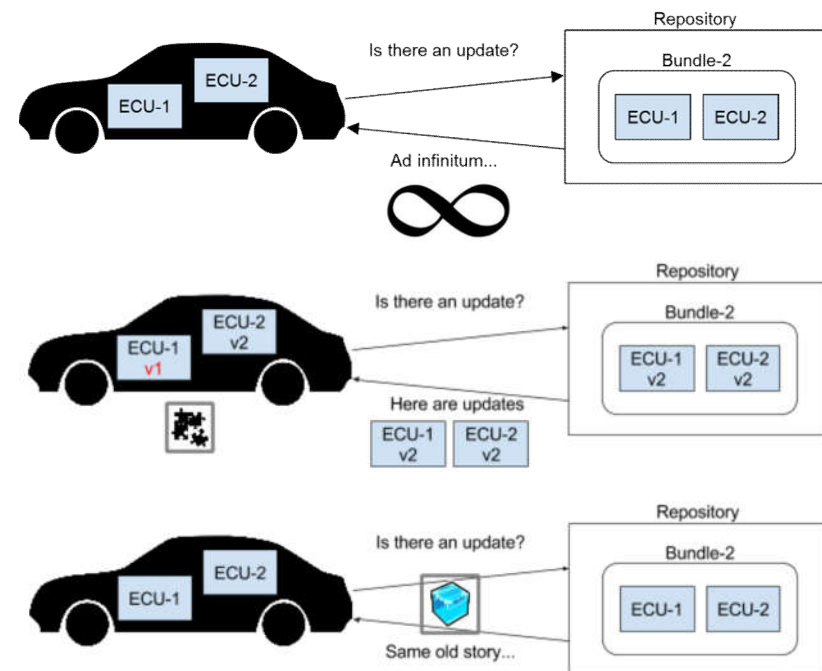 Repository
Is there an update?
Bundle-2
ECU-1
ECU-2
ECU-1
ECU-2
Ad infinitum...
Repository
Is there an update?
Bundle-2
ECU-1
v1
ECU-2
v2
ECU-1
v2
ECU-2
v2
Here are updates
ECU-1
v2
ECU-2
v2
Repository
Is there an update?
Bundle-2
ECU-1
ECU-2
ECU-1
ECU-2
Same old story...